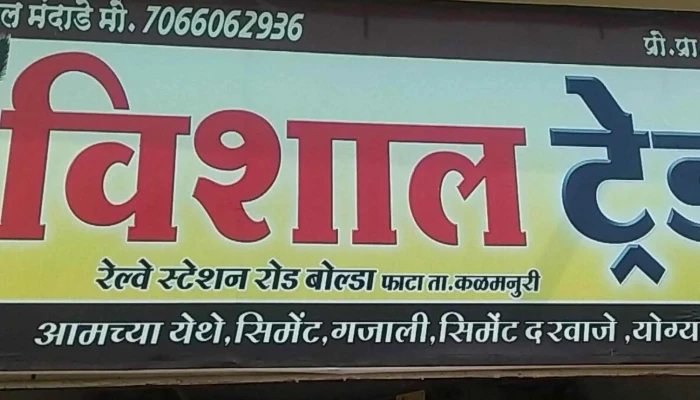 ल मंदाडे मो. 7066062936 प्रो.प्रा
विशाल ट्रेड
रेल्वे स्टेशन रोड बोल्डा फाटा ता.कळमनुरी
आमच्या येथे,सिमेंट,गजाली,सिमेंट दरवाजे ,योग्य